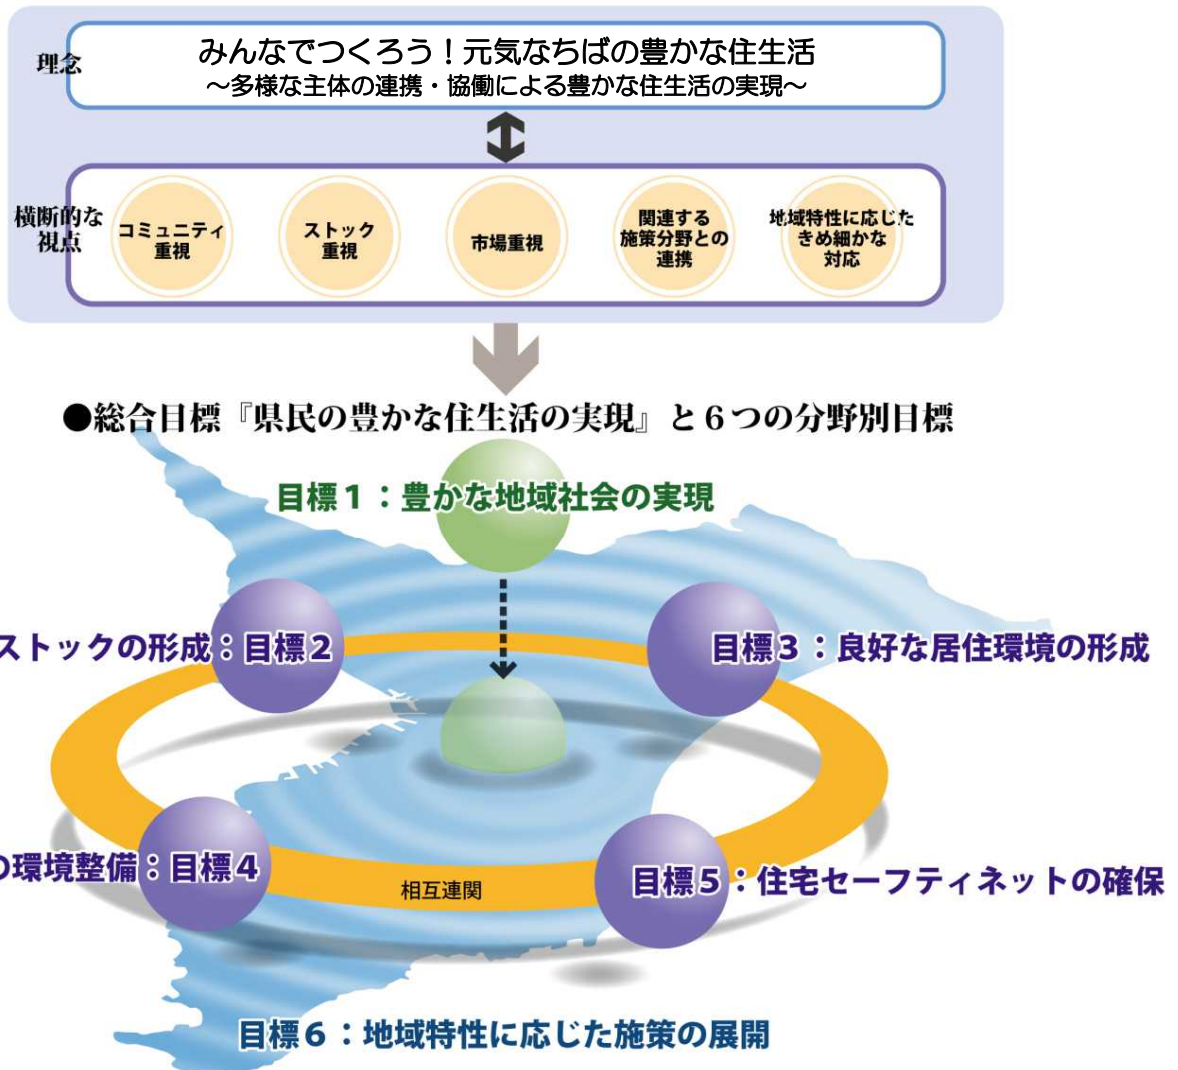 理念
みんなでつくろう！元気なちばの豊かな住生活
～多様な主体の連携・協働による豊かな住生活の実現～
横断的な
視点
コミュニティ
重視
ストック
重視
市場重視
関連する
施策分野との
連携
地域特性に応じた
きめ細かな
対応
●総合目標『県民の豊かな住生活の実現』と６つの分野別目標
目標１：豊かな地域社会の実現
ストックの形成：目標２
目標３：良好な居住環境の形成
の環境整備：目標４
目標５：住宅セーフティネットの確保
相互連関
目標６：地域特性に応じた施策の展開